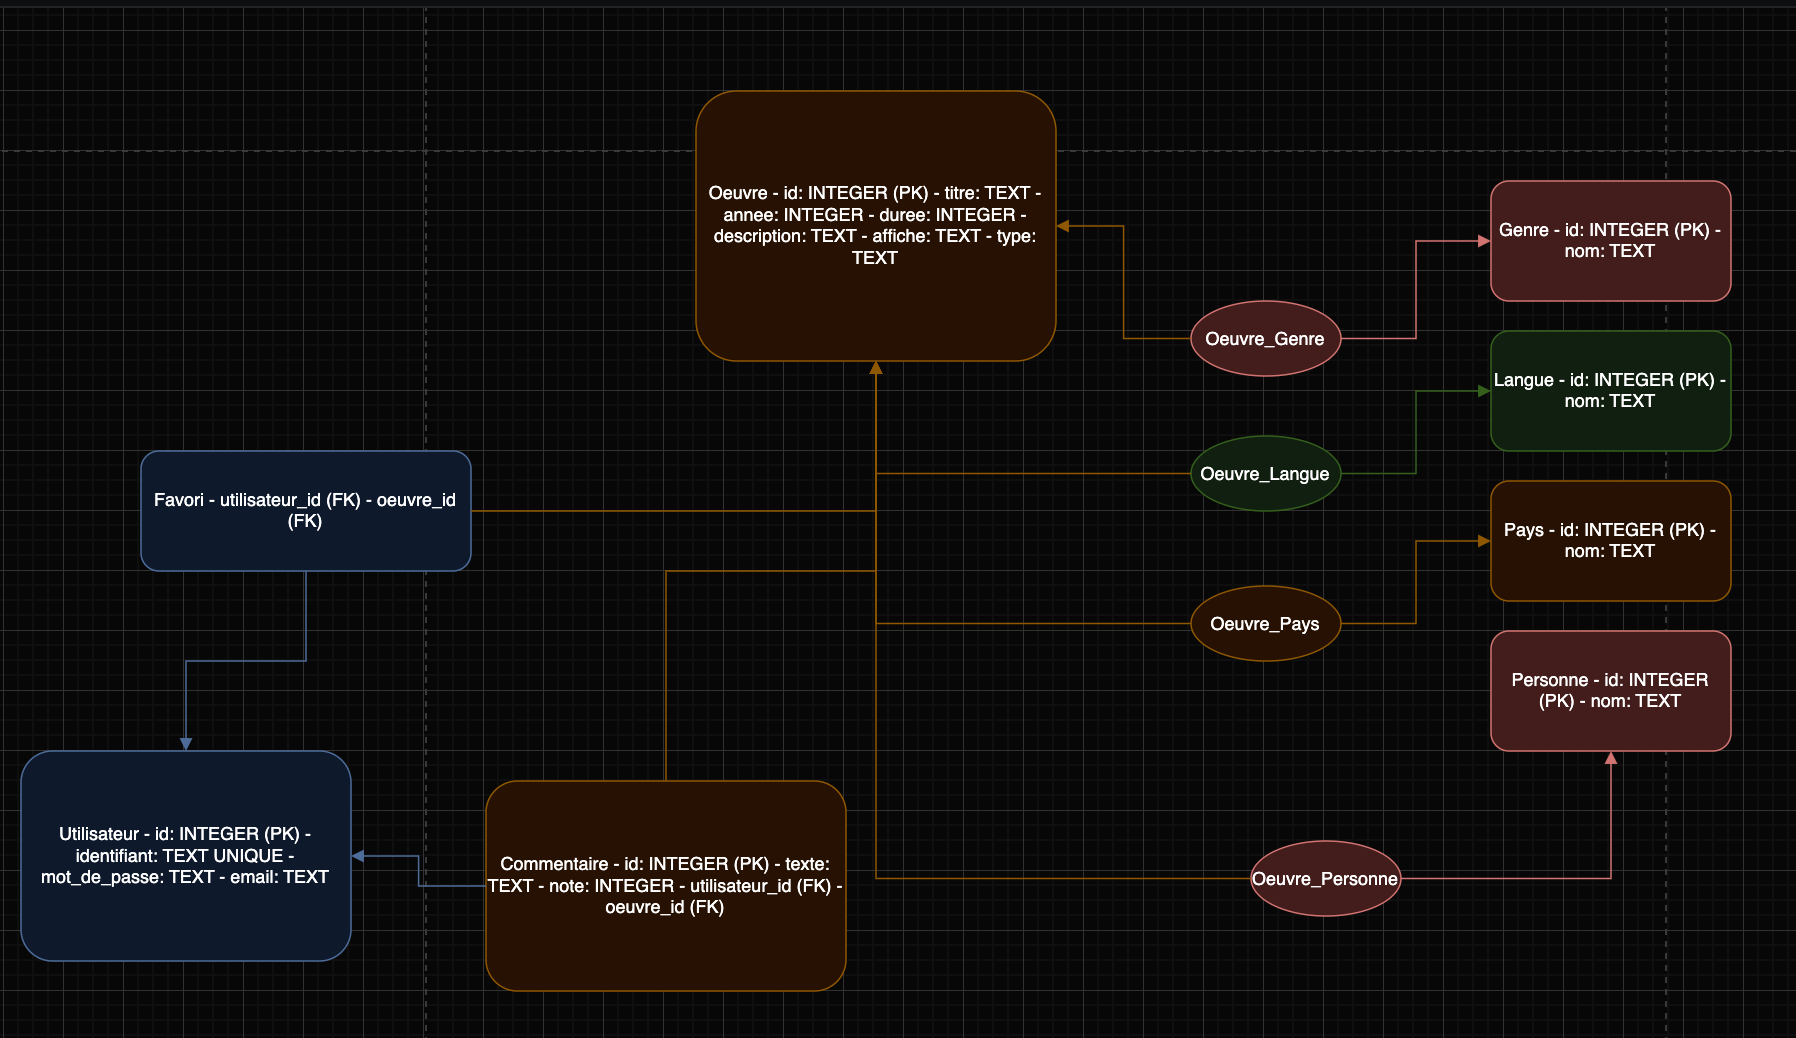 Oeuvre - id: INTEGER (PK) - titre: TEXT -
annee: INTEGER - duree: INTEGER -
description: TEXT - affiche: TEXT - type:
TEXT
Genre - id: INTEGER (PK) -
nom: TEXT
Oeuvre_Genre
Langue - id: INTEGER (PK) -
nom: TEXT
Oeuvre_Langue
Favori - utilisateur_id (FK) - oeuvre_id
(FK)
Pays - id: INTEGER (PK) -
nom: TEXT
Oeuvre_Pays
Personne - id: INTEGER
(PK) - nom: TEXT
Utilisateur - id: INTEGER (PK) -
identifiant: TEXT UNIQUE -
mot_de_passe: TEXT - email: TEXT
Commentaire - id: INTEGER (PK) - texte:
TEXT - note: INTEGER - utilisateur_id (FK) -
oeuvre_id (FK)
Oeuvre_Personne